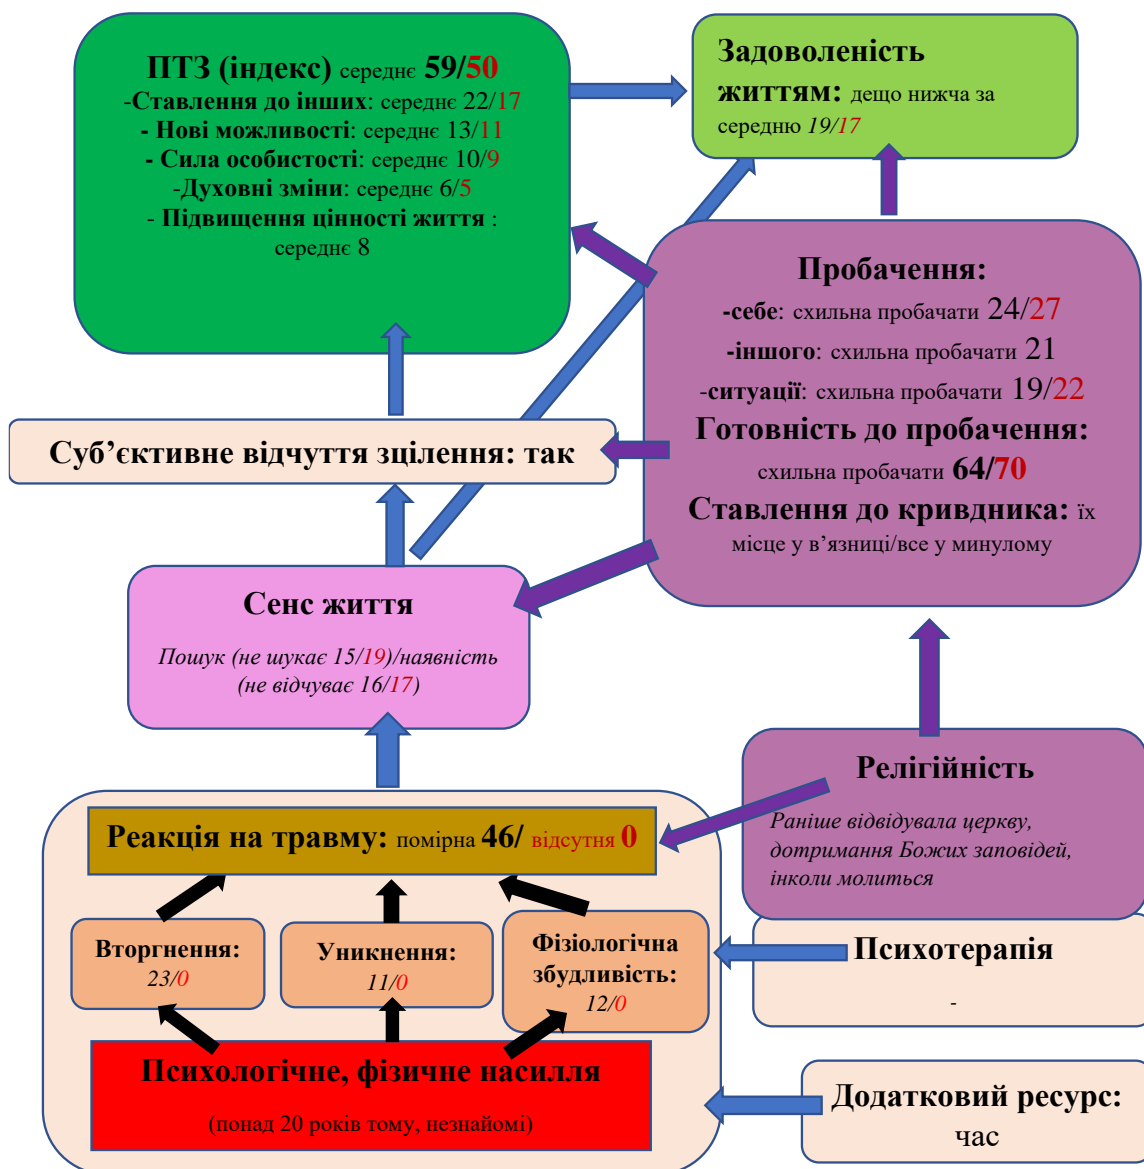 ПТЗ (індекс) середнє 59/50
-Ставлення до інших: середнє 22/17
- Нові можливості: середнє 13/11
- Сила особистості: середнє 10/9
-Духовні зміни: середнє 6/5
- Підвищення цінності життя :
середнє 8
Задоволеність
життям: дещо нижча за
середню 19/17
Пробачення:
-себе: схильна пробачати 24/27
-іншого: схильна пробачати 21
-ситуації: схильна пробачати 19/22
Готовність до пробачення:
схильна пробачати 64/70
Ставлення до кривдника: їх
місце у в’язниці/все у минулому
Суб’єктивне відчуття зцілення: так
Сенс життя
Пошук (не шукає 15/19)/наявність
(не відчуває 16/17)
Релігійність
Раніше відвідувала церкву,
дотримання Божих заповідей,
інколи молиться
Реакція на травму: помірна 46/ відсутня 0
Вторгнення:
23/0
Уникнення:
11/0
Фізіологічна
збудливість:
12/0
Психотерапія
-
Психологічне, фізичне насилля
(понад 20 років тому, незнайомі)
Додатковий ресурс:
час